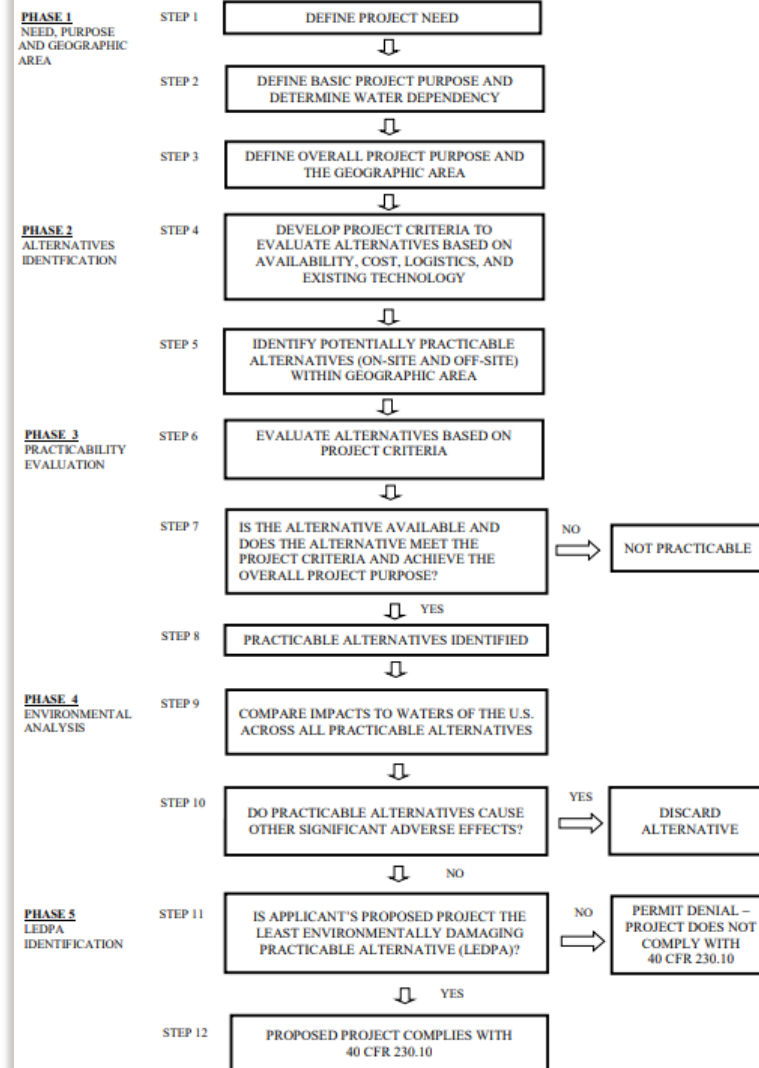 PHASE 1
NEED, PURPOSE
AND GEOGRAPHIC
AREA
STEP 1
DEFINE PROJECT NEED
STEP 2
DEFINE BASIC PROJECT PURPOSE AND
DETERMINE WATER DEPENDENCY
STEP 3
DEFINE OVERALL PROJECT PURPOSE AND
THE GEOGRAPHIC AREA
PHASE 2
ALTERNATIVES
IDENTFICATION
STEP 4
DEVELOP PROJECT CRITERIA TO
EVALUATE ALTERNATIVES BASED ON
AVAILABILITY, COST, LOGISTICS, AND
EXISTING TECHNOLOGY
STEP 5
IDENTIFY POTENTIALLY PRACTICABLE
ALTERNATIVES (ON-SITE AND OFF-SITE)
WITHIN GEOGRAPHIC AREA
PHASE 3
PRACTICABILITY
EVALUATION
STEP 6
EVALUATE ALTERNATIVES BASED ON
PROJECT CRITERIA
STEP 7
IS THE ALTERNATIVE AVAILABLE AND
DOES THE ALTERNATIVE MEET THE
PROJECT CRITERIA AND ACHIEVE THE
OVERALL PROJECT PURPOSE?
NO
NOT PRACTICABLE
YES
STEP 8
PRACTICABLE ALTERNATIVES IDENTIFIED
PHASE 4
ENVIRONMENTAL
ANALYSIS
STEP 9
COMPARE IMPACTS TO WATERS OF THE U.S.
ACROSS ALL PRACTICABLE ALTERNATIVES
STEP 10
DO PRACTICABLE ALTERNATIVES CAUSE
OTHER SIGNIFICANT ADVERSE EFFECTS?
YES
DISCARD
ALTERNATIVE
NO
PHASE 5
LEDPA
IDENTIFICATION
STEP 11
IS APPLICANT'S PROPOSED PROJECT THE
LEAST ENVIRONMENTALLY DAMAGING
PRACTICABLE ALTERNATIVE (LEDPA)?
NO
PERMIT DENIAL –
PROJECT DOES NOT
COMPLY WITH
40 CFR 230.10
YES
STEP 12
PROPOSED PROJECT COMPLIES WITH
40 CFR 230.10